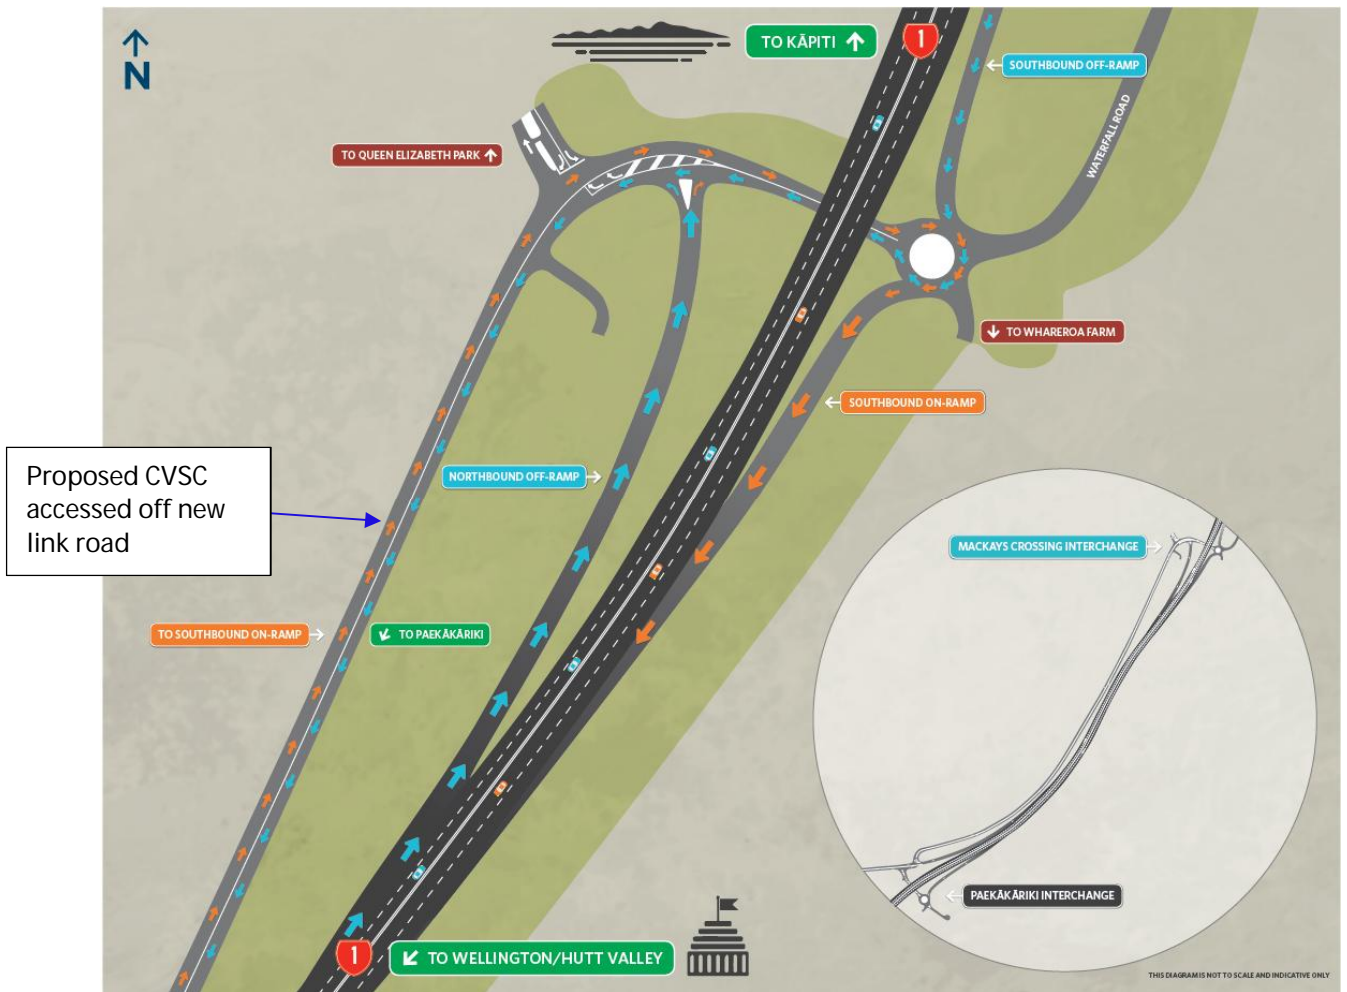 N
TO KĀPITI
1
SOUTHBOUND OFF-RAMP
WATERFALL ROAD
TO QUEEN ELIZABETH PARK
TO WHAREROA FARM
SOUTHBOUND ON-RAMP
Proposed CVSC
accessed off new
link road
NORTHBOUND OFF-RAMP
MACKAYS CROSSING INTERCHANGE
TO SOUTHBOUND ON-RAMP
TO PAEKĀKĀRIKI
PAEKĀKĀRIKI INTERCHANGE
1
TO WELLINGTON/HUTT VALLEY
THIS DIAGRAM IS NOT TO SCALE AND INDICATIVE ONLY